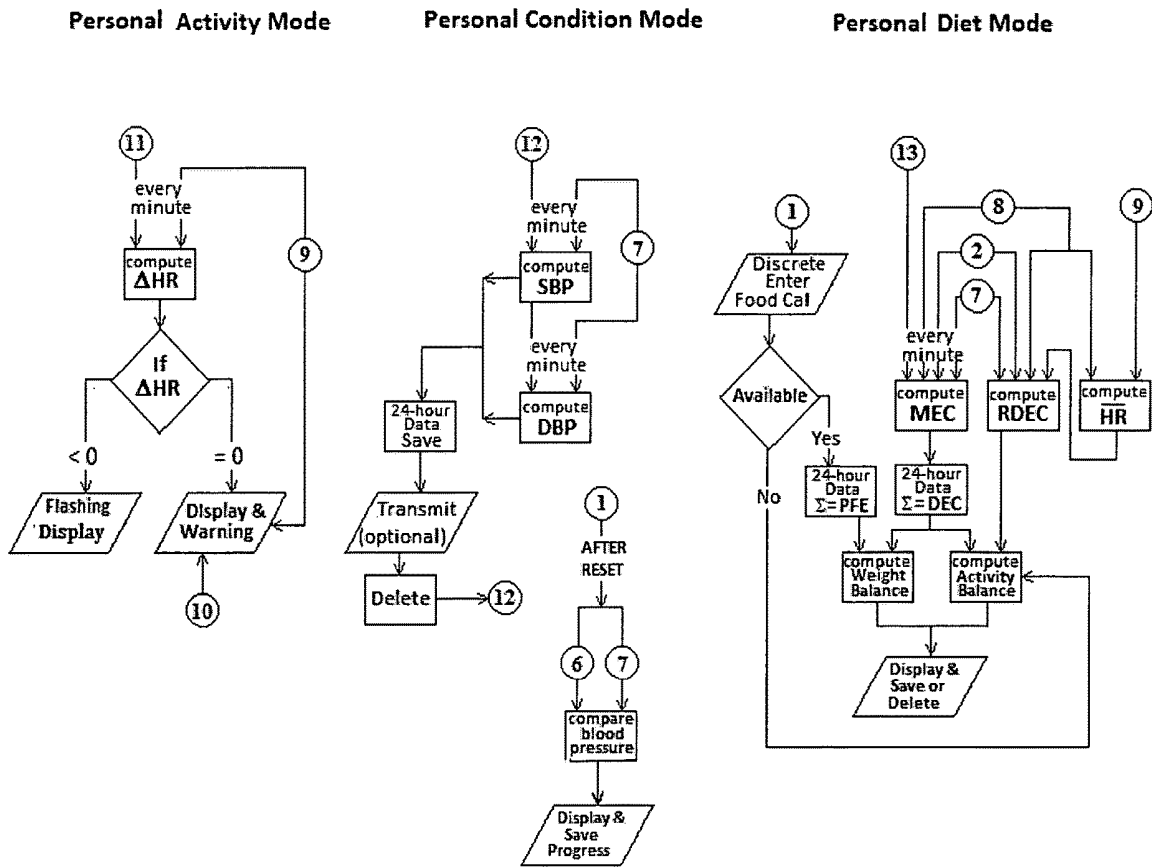 Personal Activity Mode
Personal Condition Mode
Personal Diet Mode
11
every
minute
9
compute
ΔHR
If
ΔHR
< 0
= 0
Flashing
Display
Display &
Warning
10
12
every
minute
7
compute
SBP
every
minute
compute
DBP
24-hour
Data
Save
Transmit
(optional)
Delete
12
1
AFTER
RESET
6
7
compare
blood
pressure
Display &
Save
Progress
1
Discrete
Enter
Food Cal
Available
Yes
No
13
8
9
2
7
every
minute
compute
MEC
compute
RDEC
compute
H̅R̅
24-hour
Data
Σ=PFE
24-hour
Data
Σ=DEC
compute
Weight
Balance
compute
Activity
Balance
Display &
Save or
Delete